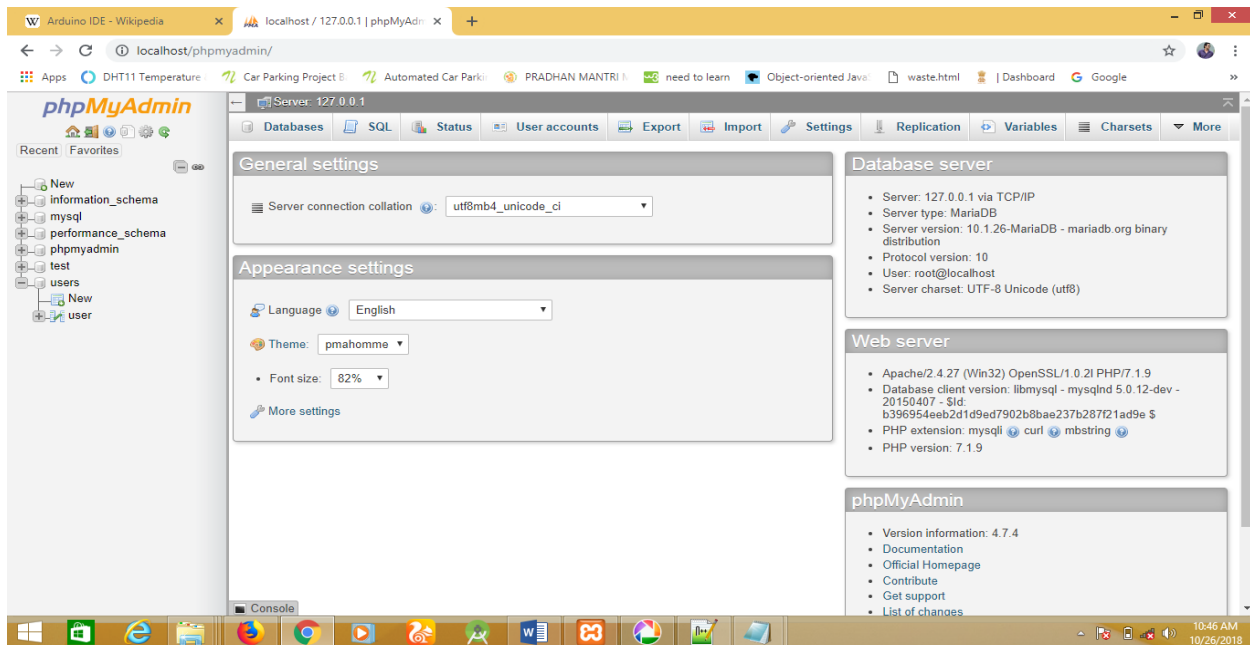 Arduino IDE - Wikipedia
localhost / 127.0.0.1 | phpMyAdm
localhost/phpmyadmin/
Apps
DHT11 Temperature
Car Parking Project B
Automated Car Parki
PRADHAN MANTRI
need to learn
Object-oriented Java
waste.html
| Dashboard
Google
phpMyAdmin
Recent Favorites
New
information_schema
mysql
performance_schema
phpmyadmin
test
users
New
user
Server: 127.0.0.1
Databases SQL Status User accounts Export Import Settings Replication Variables Charsets More
General settings
Server connection collation : utf8mb4_unicode_ci
Appearance settings
Language English
Theme: pmahomme
• Font size: 82%
More settings
Console
Database server
• Server: 127.0.0.1 via TCP/IP
• Server type: MariaDB
• Server version: 10.1.26-MariaDB - mariadb.org binary
distribution
• Protocol version: 10
• User: root@localhost
• Server charset: UTF-8 Unicode (utf8)
Web server
• Apache/2.4.27 (Win32) OpenSSL/1.0.2l PHP/7.1.9
• Database client version: libmysql - mysqlnd 5.0.12-dev -
20150407 - $Id:
b396954eeb2d1d9ed7902b8bae237b287f21ad9e $
• PHP extension: mysqli curl mbstring
• PHP version: 7.1.9
phpMyAdmin
• Version information: 4.7.4
• Documentation
• Official Homepage
• Contribute
• Get support
• List of changes
10:46 AM
10/26/2018